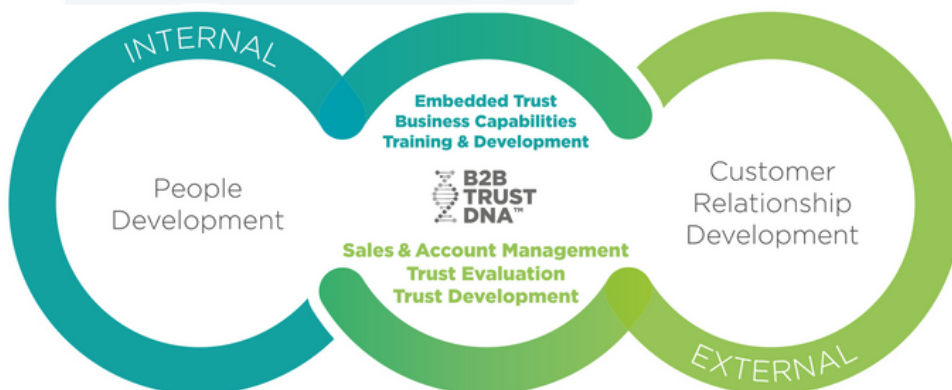 INTERNAL
People
Development
Embedded Trust
Business Capabilities
Training & Development
B2B
TRUST
DNA™
Sales & Account Management
Trust Evaluation
Trust Development
Customer
Relationship
Development
EXTERNAL